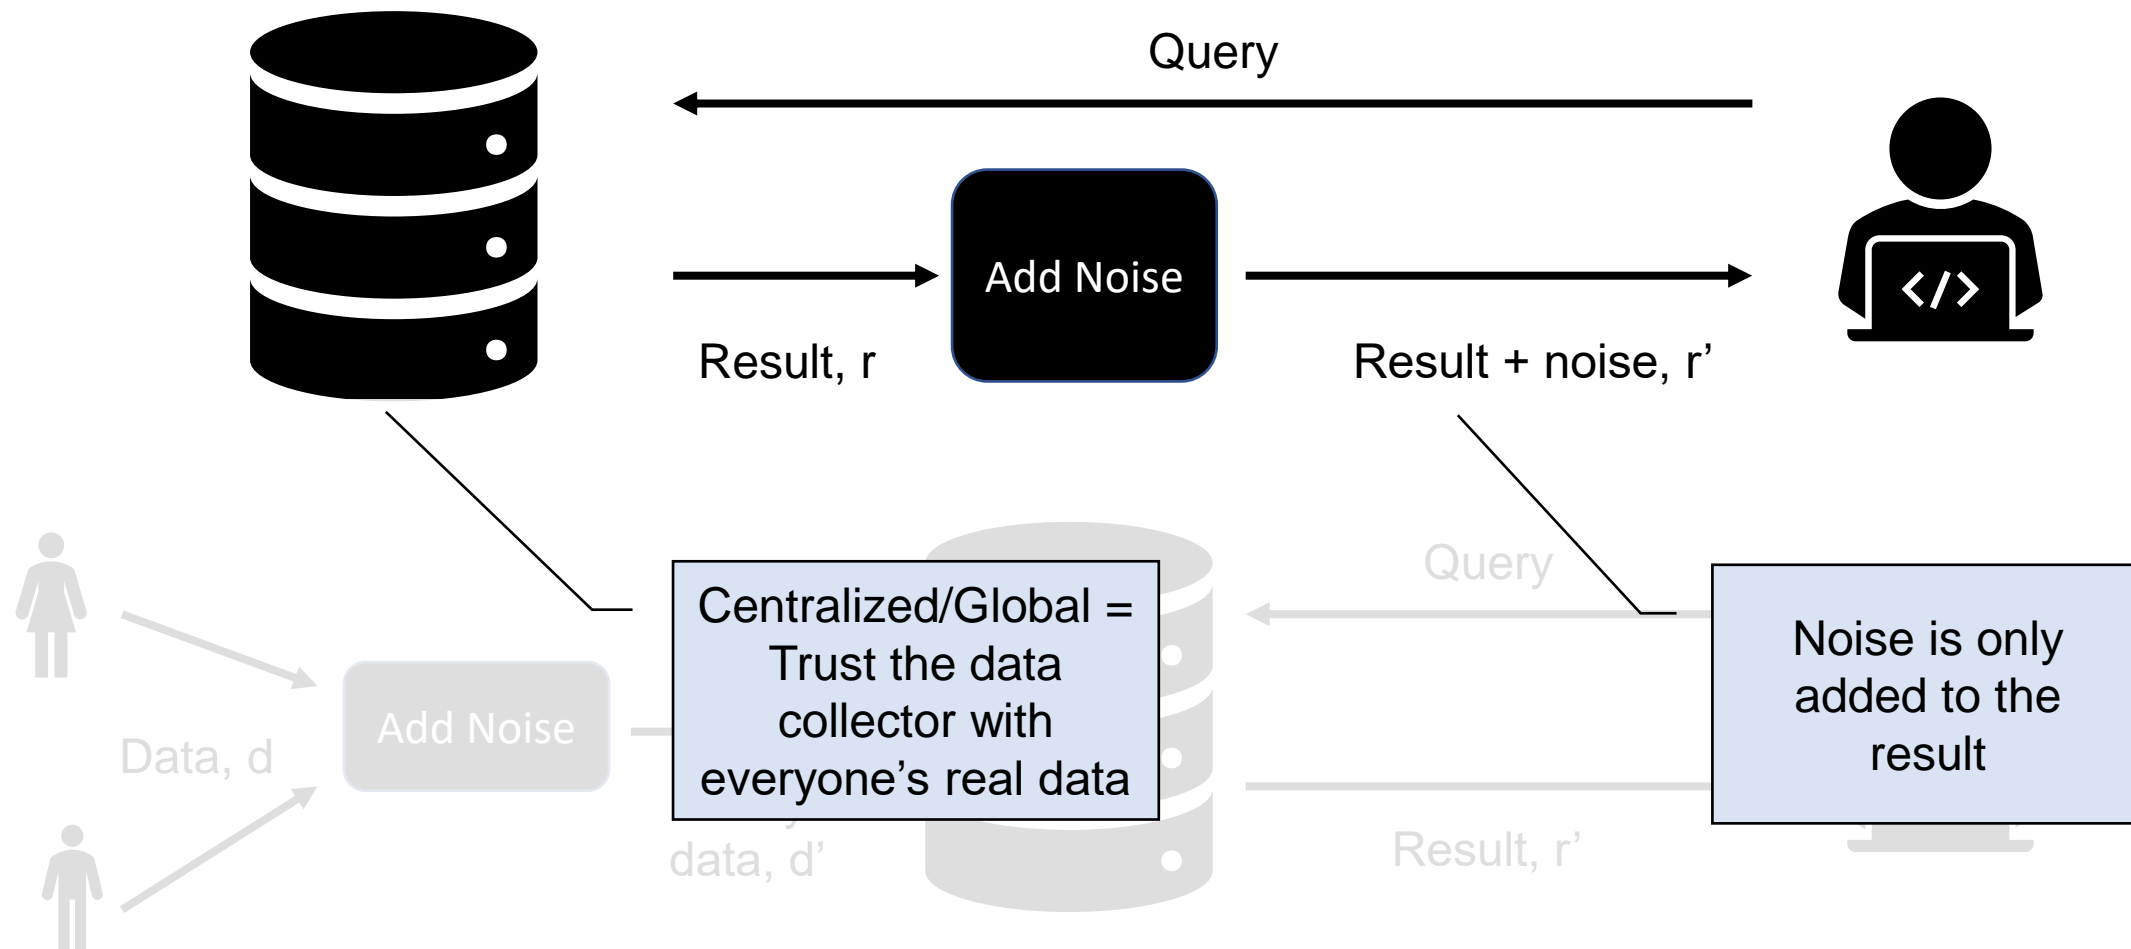 Query
Add Noise
Result, r
Result + noise, r’
</>
Query
Centralized/Global =
Trust the data
collector with
everyone’s real data
Noise is only
added to the
result
Add Noise
Data, d
data, d’
Result, r’